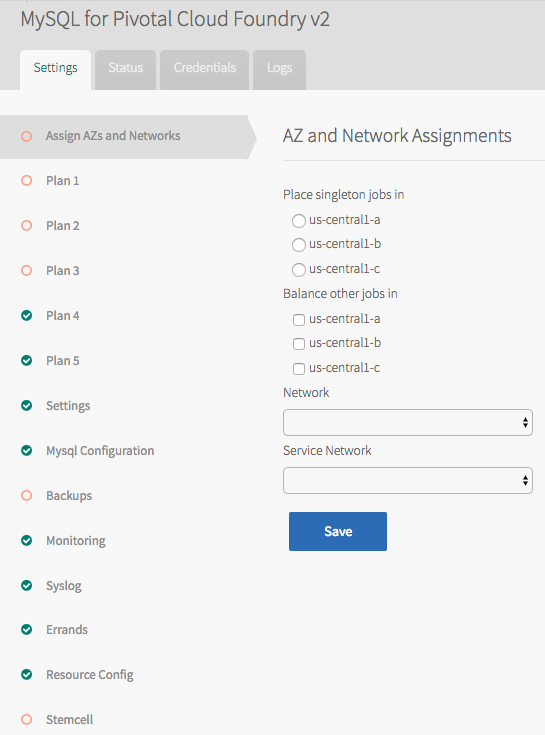 MySQL for Pivotal Cloud Foundry v2
Settings
Status
Credentials
Logs
Assign AZs and Networks
Plan 1
Plan 2
Plan 3
Plan 4
Plan 5
Settings
Mysql Configuration
Backups
Monitoring
Syslog
Errands
Resource Config
Stemcell
AZ and Network Assignments
Place singleton jobs in
us-central1-a
us-central1-b
us-central1-c
Balance other jobs in
us-central1-a
us-central1-b
us-central1-c
Network
Service Network
Save